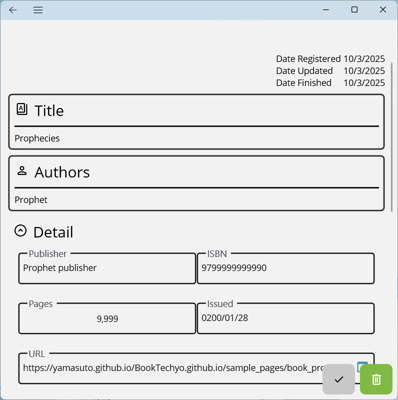 Date Registered 10/3/2025
Date Updated 10/3/2025
Date Finished 10/3/2025
Title
Prophecies
Authors
Prophet
Detail
Publisher
Prophet publisher
ISBN
9799999999990
Pages
9,999
Issued
0200/01/28
URL
https://yamasuto.github.io/BookTechyo.github.io/sample_pages/book_pro